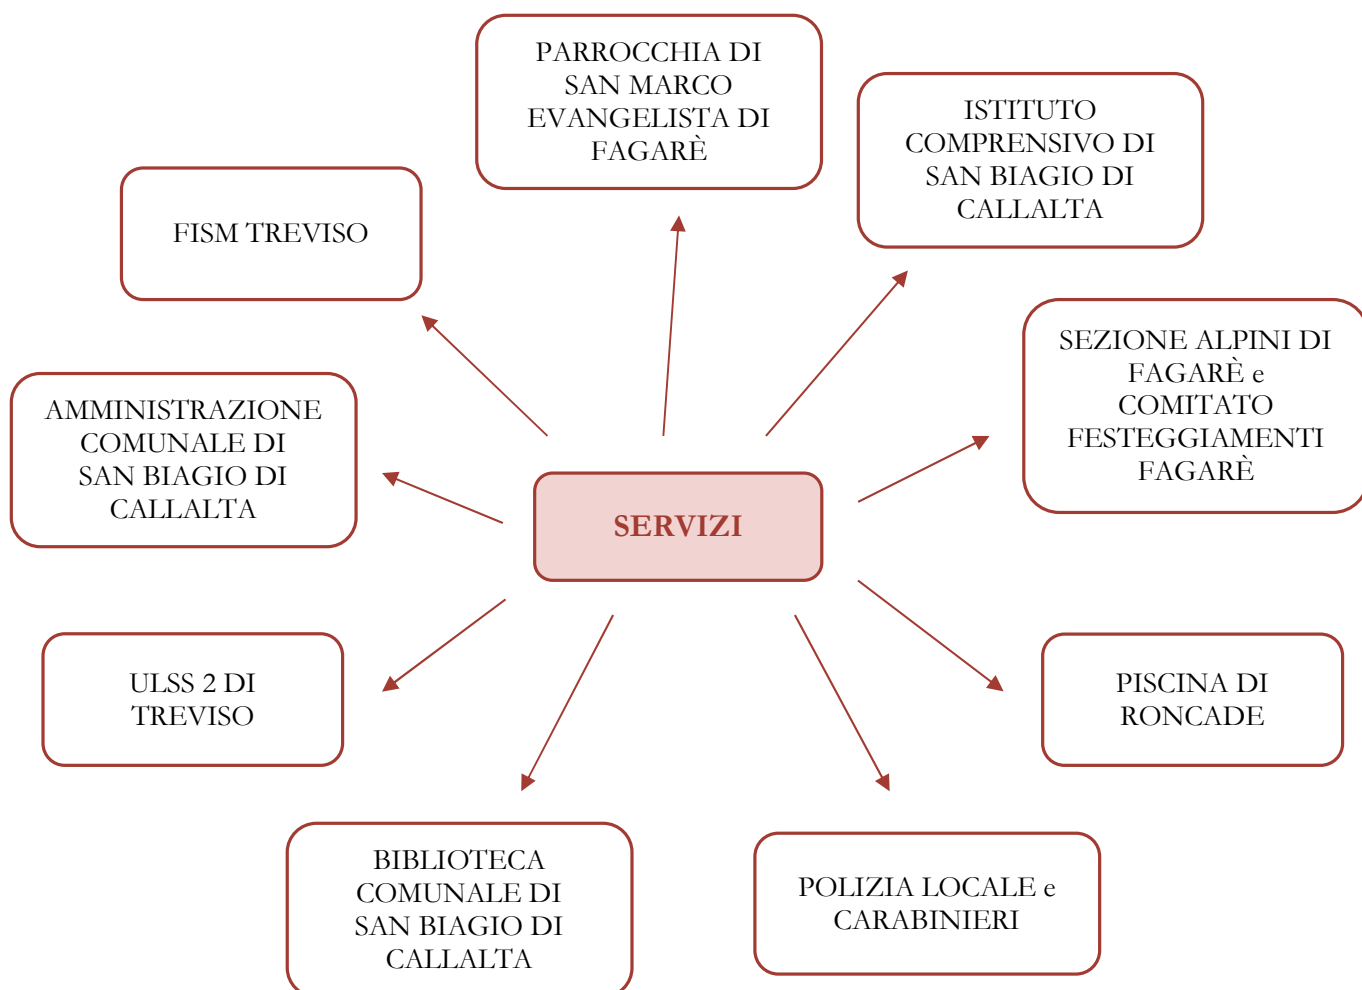 PARROCCHIA DI
SAN MARCO
EVANGELISTA DI
FAGARÈ
ISTITUTO
COMPRENSIVO DI
SAN BIAGIO DI
CALLALTA
FISM TREVISO
SEZIONE ALPINI DI
FAGARÈ e
COMITATO
FESTEGGIAMENTI
FAGARÈ
AMMINISTRAZIONE
COMUNALE DI
SAN BIAGIO DI
CALLALTA
SERVIZI
ULSS 2 DI
TREVISO
PISCINA DI
RONCADE
BIBLIOTECA
COMUNALE DI
SAN BIAGIO DI
CALLALTA
POLIZIA LOCALE e
CARABINIERI